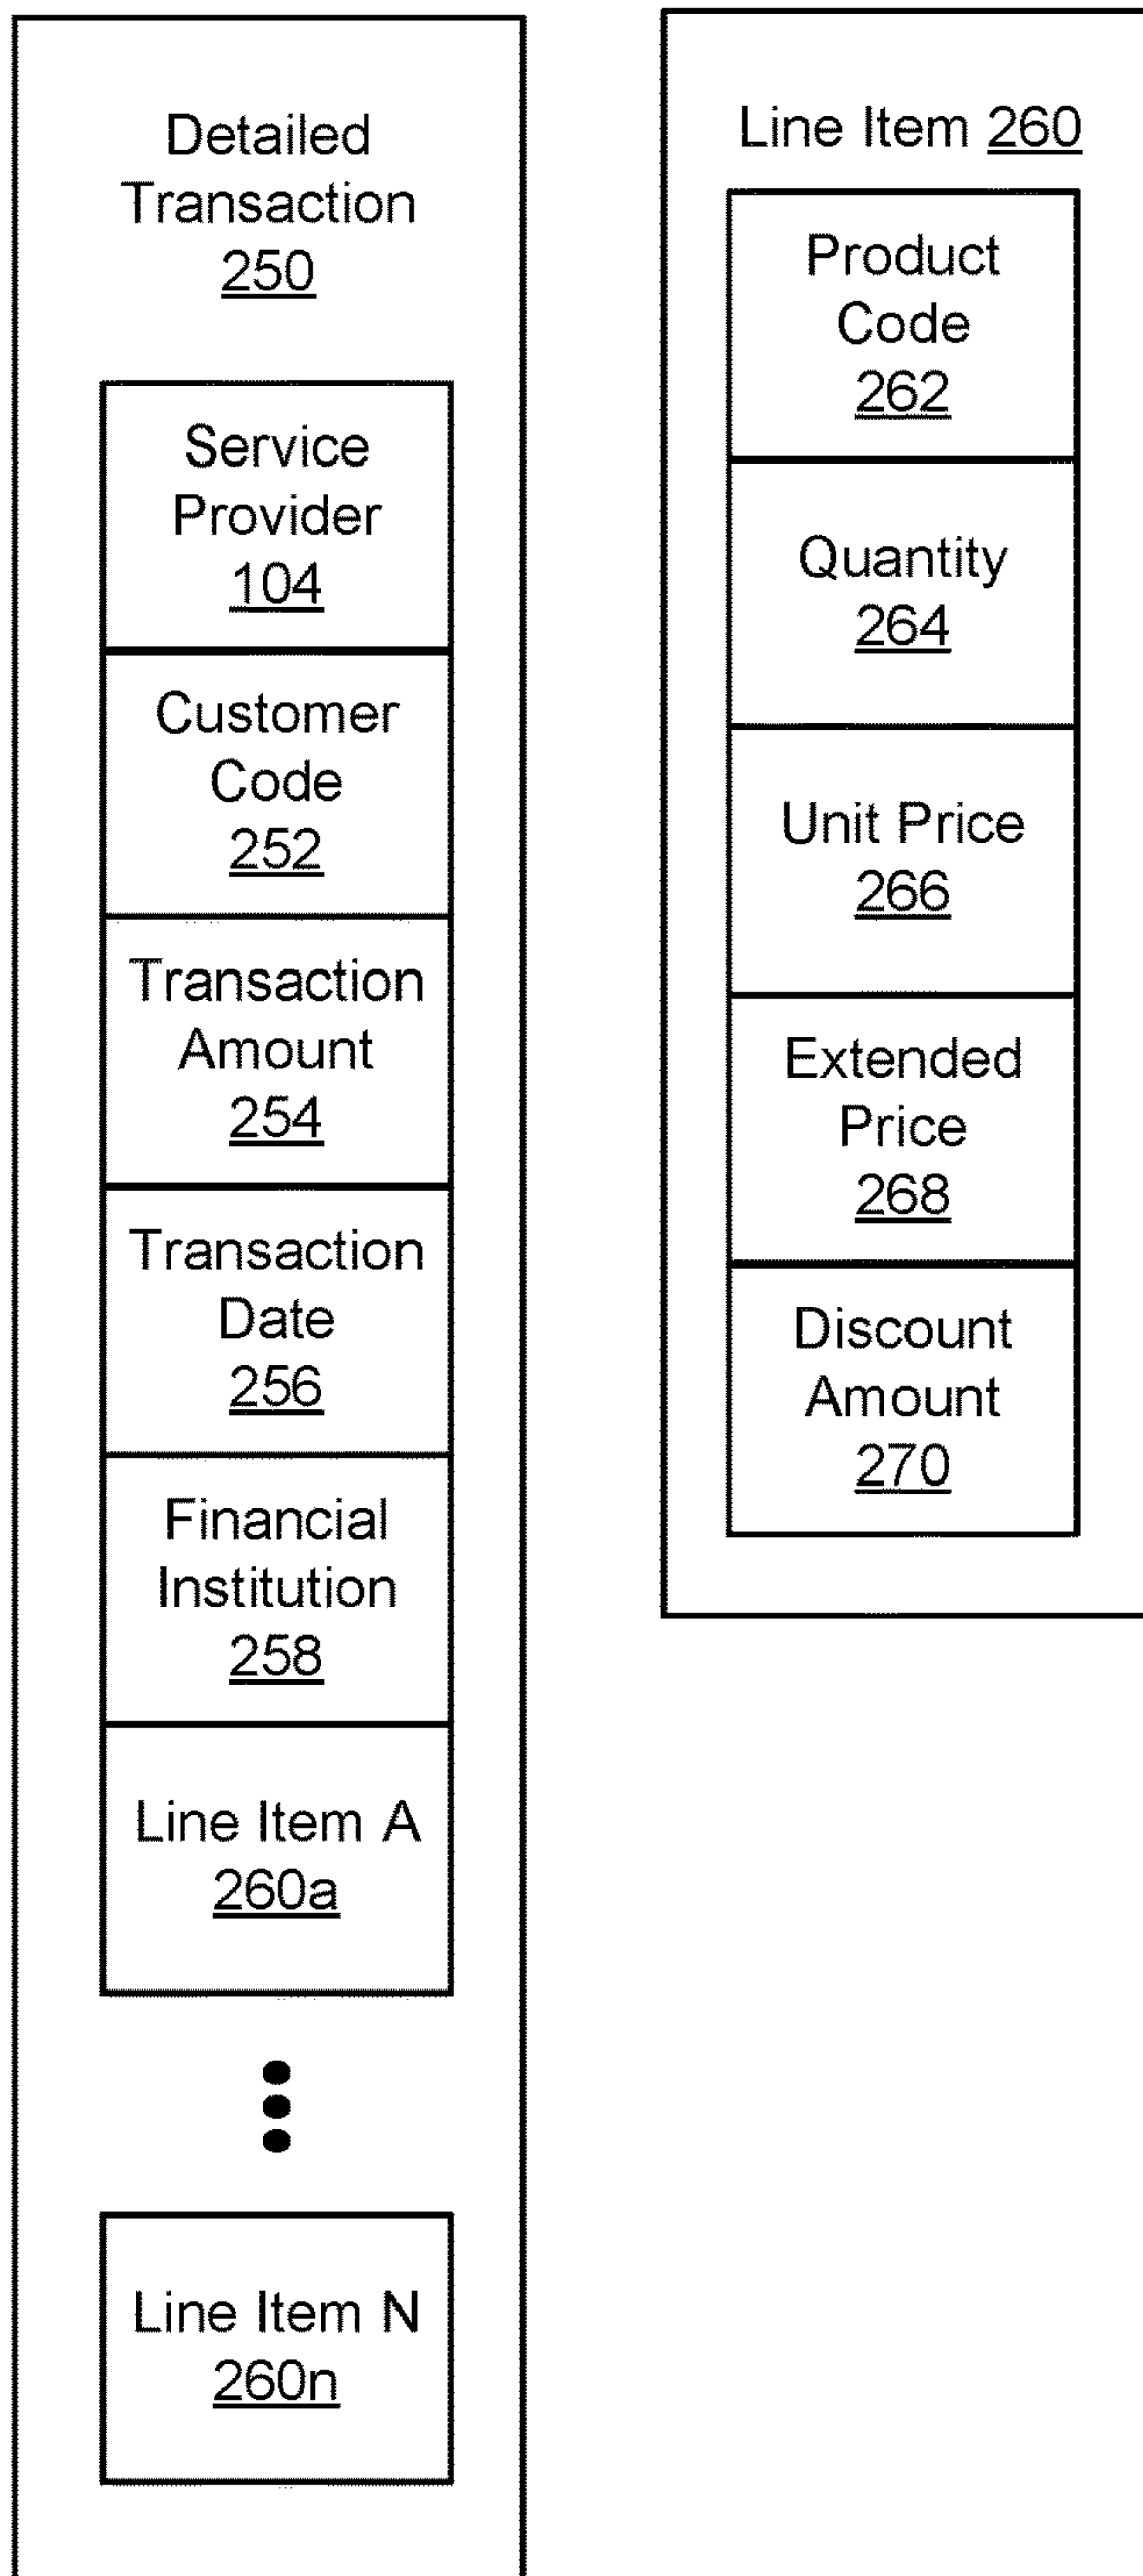 Detailed
Transaction
250
Service
Provider
104
Customer
Code
252
Transaction
Amount
254
Transaction
Date
256
Financial
Institution
258
Line Item A
260a
Line Item N
260n
Line Item 260
Product
Code
262
Quantity
264
Unit Price
266
Extended
Price
268
Discount
Amount
270